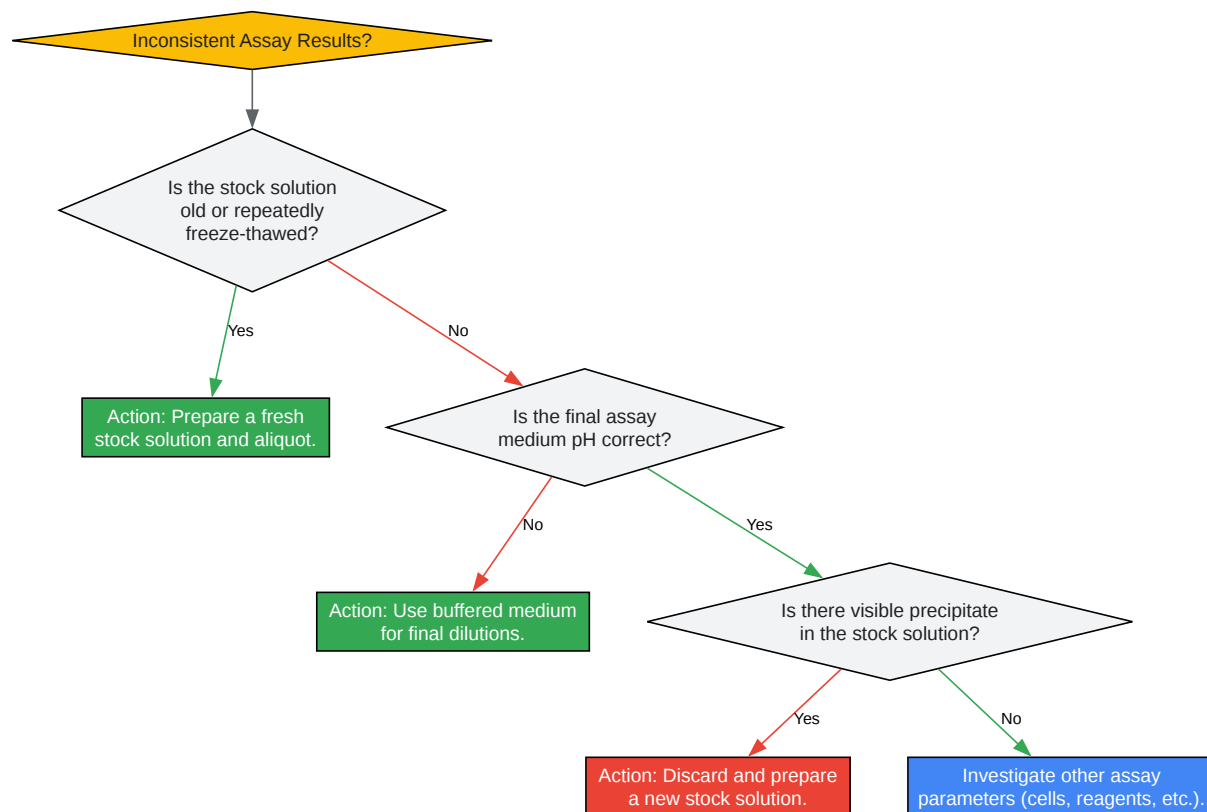 Inconsistent Assay Results?
Is the stock solution
old or repeatedly
freeze-thawed?
Yes
No
Action: Prepare a fresh
stock solution and aliquot.
Is the final assay
medium pH correct?
No
Yes
Action: Use buffered medium
for final dilutions.
Is there visible precipitate
in the stock solution?
Yes
No
Action: Discard and prepare
a new stock solution.
Investigate other assay
parameters (cells, reagents, etc.).